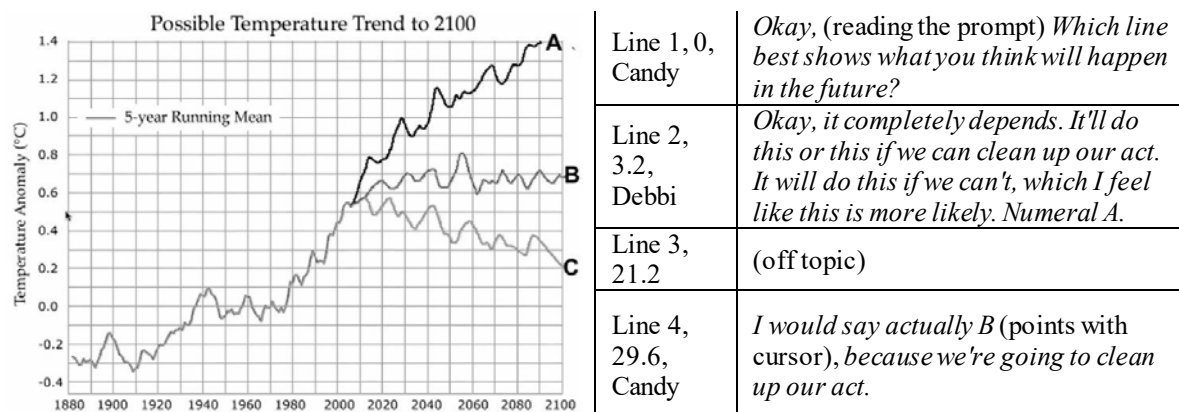 Possible Temperature Trend to 2100
1.4
1.2
1.0
0.8
0.6
0.4
0.2
0.0
-0.2
-0.4
Temperature Anomaly (°C)
5-year Running Mean
A
B
C
1880 1900 1920 1940 1960 1980 2000 2020 2040 2060 2080 2100
Line 1, 0,
Candy
Okay, (reading the prompt) Which line
best shows what you think will happen
in the future?
Line 2,
3.2,
Debbi
Okay, it completely depends. It'll do
this or this if we can clean up our act.
It will do this if we can't, which I feel
like this is more likely. Numeral A.
Line 3,
21.2
(off topic)
Line 4,
29.6,
Candy
I would say actually B (points with
cursor), because we're going to clean
up our act.